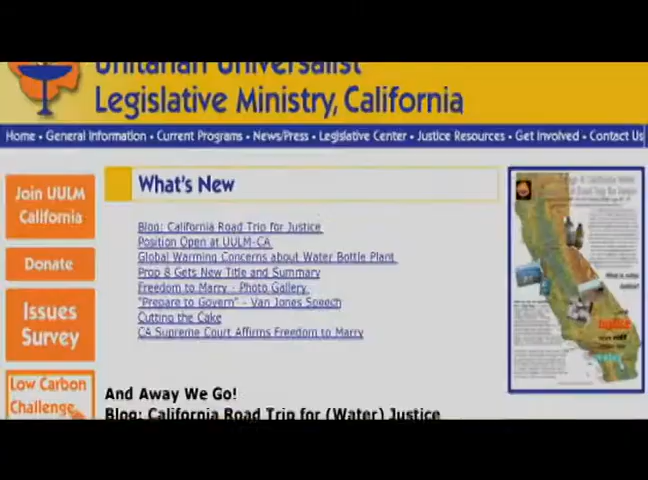 Unitarian Universalist
Legislative Ministry, California
Home • General Information • Current Programs • News/Press • Legislative Center • Justice Resources • Get Involved • Contact Us
Join UULM
California
Donate
Issues
Survey
Low Carbon
Challenge
What's New
Blog: California Road Trip for Justice
Position Open at UULM-CA
Global Warming Concerns about Water Bottle Plant
Prop 8 Gets New Title and Summary
Freedom to Marry - Photo Gallery
"Prepare to Govern" - Van Jones Speech
Cutting the Cake
CA Supreme Court Affirms Freedom to Marry
And Away We Go!
Blog: California Road Trip for (Water) Justice